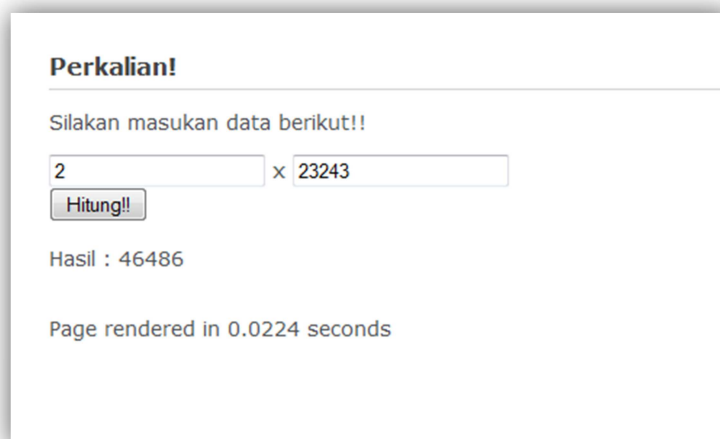 Perkalian!
Silakan masukan data berikut!!
2 x 23243
Hitung!!
Hasil : 46486
Page rendered in 0.0224 seconds